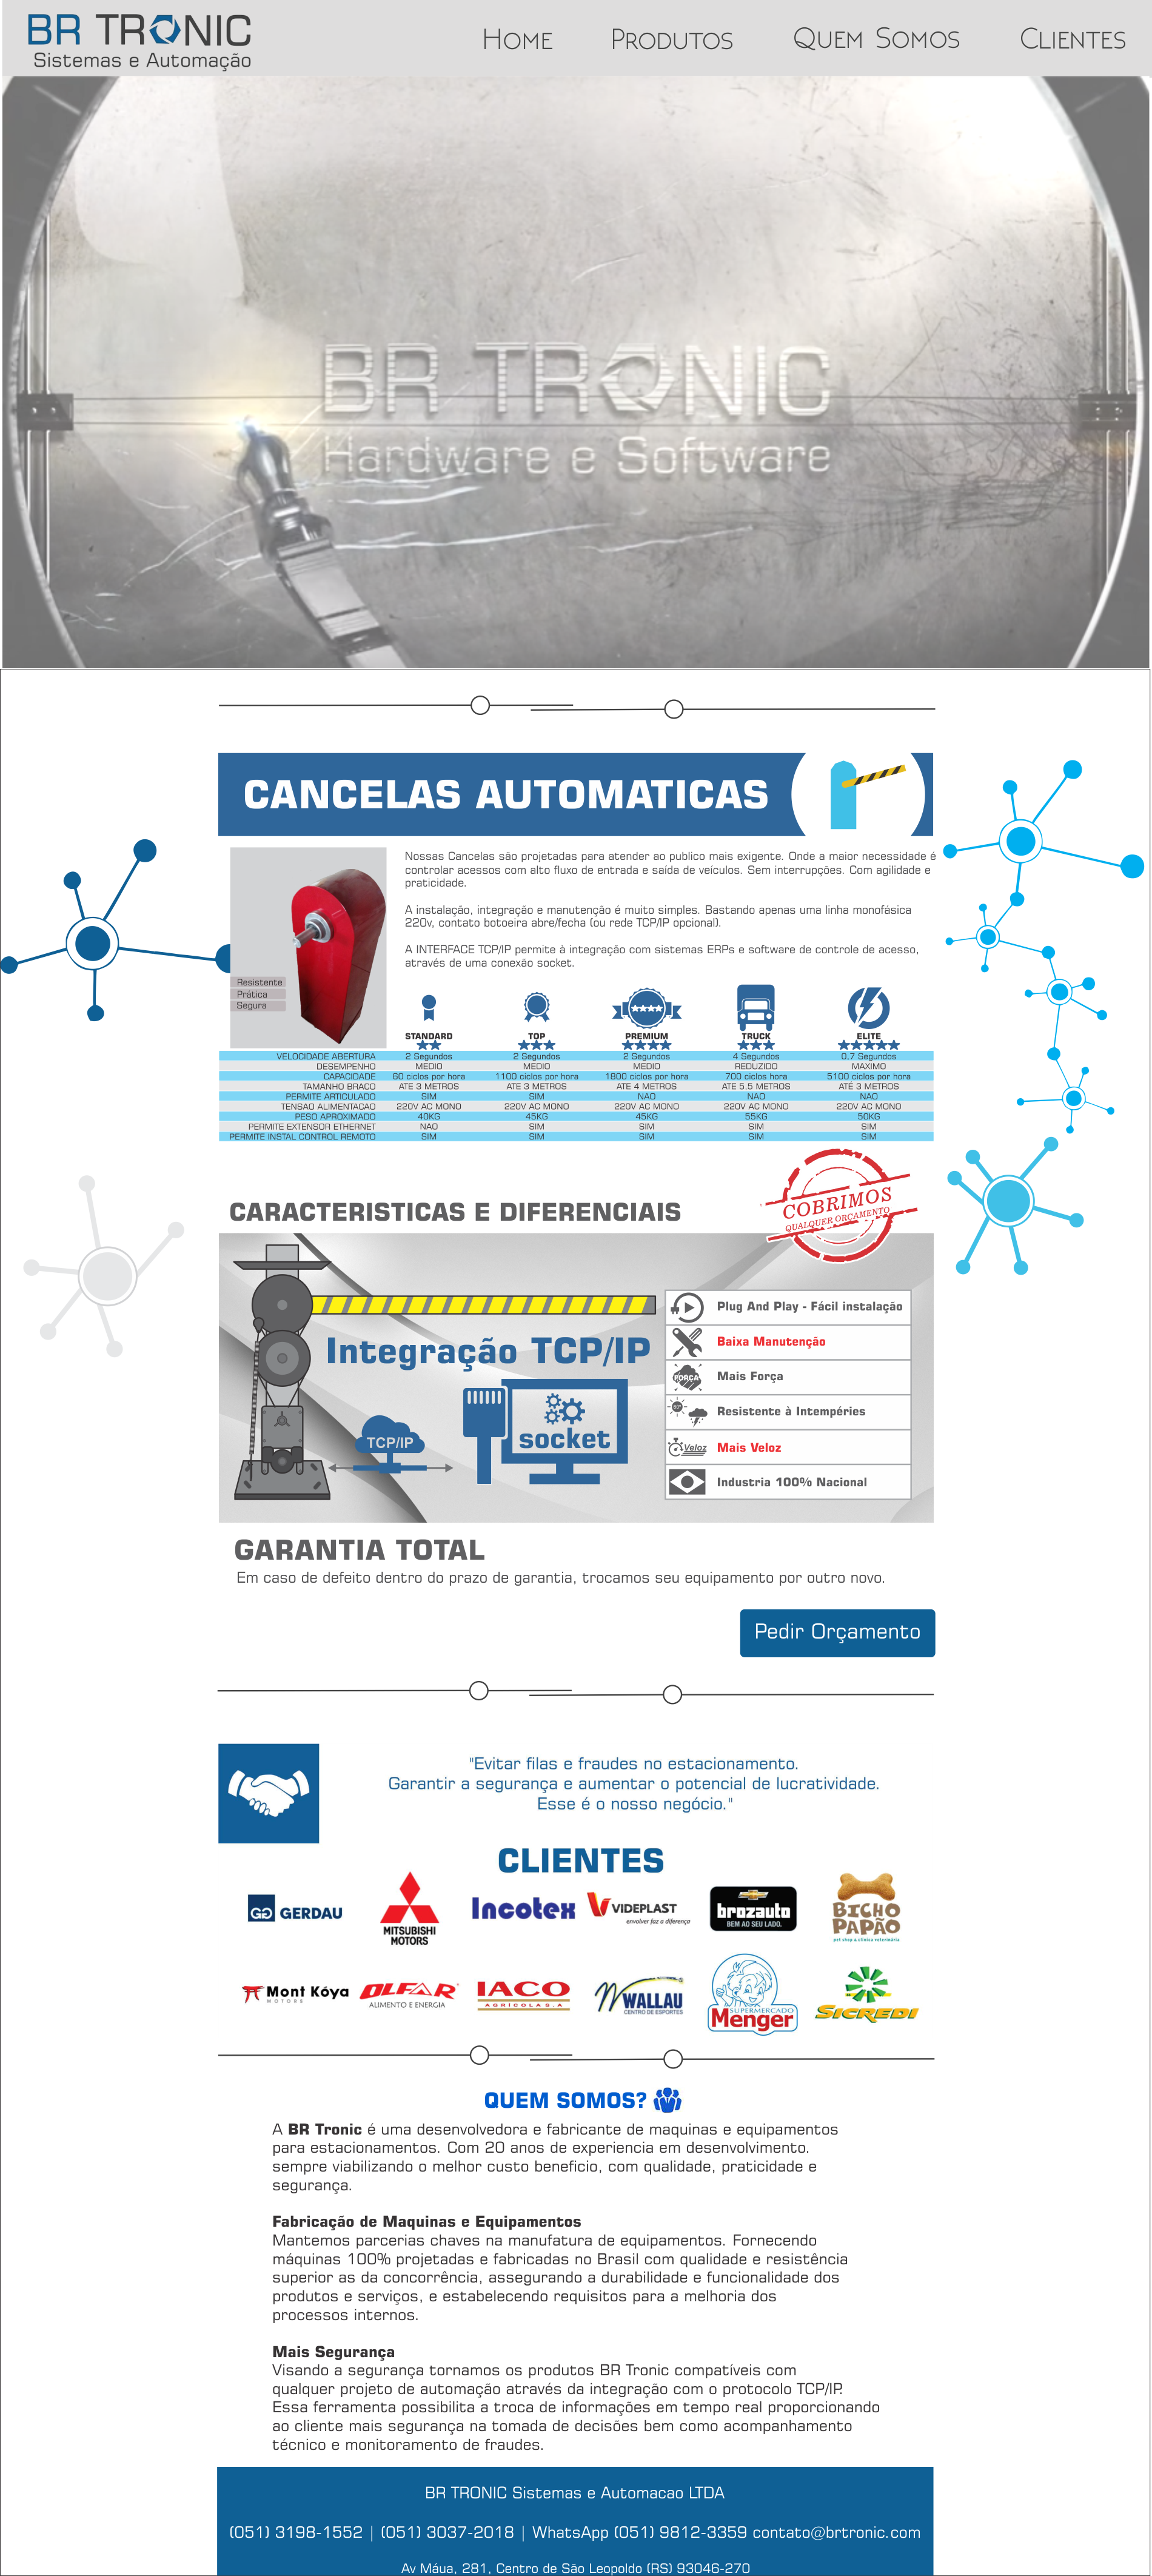 BR TRONIC
Sistemas e Automação
HOME PRODUTOS QUEM SOMOS CLIENTES
BR TRONIC
Hardware e Software
CANCELAS AUTOMATICAS
Nossas Cancelas são projetadas para atender ao publico mais exigente. Onde a maior necessidade é
controlar acessos com alto fluxo de entrada e saída de veículos. Sem interrupções. Com agilidade e
praticidade.
A instalação, integração e manutenção é muito simples. Bastando apenas uma linha monofásica
220v, contato botoeira abre/fecha (ou rede TCP/IP opcional).
A INTERFACE TCP/IP permite à integração com sistemas ERPs e software de controle de acesso,
através de uma conexão socket.
Resistente
Prática
Segura
STANDARD TOP PREMIUM TRUCK ELITE
VELOCIDADE ABERTURA 2 Segundos 2 Segundos 2 Segundos 4 Segundos 0.7 Segundos
DESEMPENHO MEDIO MEDIO MEDIO REDUZIDO MAXIMO
CAPACIDADE 60 ciclos por hora 1100 ciclos por hora 1800 ciclos por hora 700 ciclos hora 5100 ciclos por hora
TAMANHO BRACO ATE 3 METROS ATE 3 METROS ATE 4 METROS ATE 5.5 METROS ATÉ 3 METROS
PERMITE ARTICULADO SIM SIM NAO NAO NAO
TENSAO ALIMENTACAO 220V AC MONO 220V AC MONO 220V AC MONO 220V AC MONO 220V AC MONO
PESO APROXIMADO 40KG 45KG 45KG 55KG 50KG
PERMITE EXTENSOR ETHERNET NAO SIM SIM SIM SIM
PERMITE INSTAL CONTROL REMOTO SIM SIM SIM SIM SIM
COBRIMOS
QUALQUER ORÇAMENTO
CARACTERISTICAS E DIFERENCIAIS
Integração TCP/IP
TCP/IP
socket
Plug And Play - Fácil instalação
Baixa Manutenção
FORÇA
Mais Força
Resistente à Intempéries
Veloz
Mais Veloz
Industria 100% Nacional
GARANTIA TOTAL
Em caso de defeito dentro do prazo de garantia, trocamos seu equipamento por outro novo.
Pedir Orçamento
"Evitar filas e fraudes no estacionamento.
Garantir a segurança e aumentar o potencial de lucratividade.
Esse é o nosso negócio."
CLIENTES
GG GERDAU
MITSUBISHI
MOTORS
Incotex
VIDEPLAST
envolver faz a diferença
brozauto
BEM AO SEU LADO.
BICHO
PAPÃO
pet shop & clínica veterinária
Mont Kóya
MOTORS
OLFAR
ALIMENTO E ENERGIA
IACO
AGRÍCOLA S.A
WALLAU
CENTRO DE ESPORTES
SUPERMERCADO
Menger
SICREDI
QUEM SOMOS?
A BR Tronic é uma desenvolvedora e fabricante de maquinas e equipamentos
para estacionamentos. Com 20 anos de experiencia em desenvolvimento.
sempre viabilizando o melhor custo beneficio, com qualidade, praticidade e
segurança.
Fabricação de Maquinas e Equipamentos
Mantemos parcerias chaves na manufatura de equipamentos. Fornecendo
máquinas 100% projetadas e fabricadas no Brasil com qualidade e resistência
superior as da concorrência, assegurando a durabilidade e funcionalidade dos
produtos e serviços, e estabelecendo requisitos para a melhoria dos
processos internos.
Mais Segurança
Visando a segurança tornamos os produtos BR Tronic compatíveis com
qualquer projeto de automação através da integração com o protocolo TCP/IP.
Essa ferramenta possibilita a troca de informações em tempo real proporcionando
ao cliente mais segurança na tomada de decisões bem como acompanhamento
técnico e monitoramento de fraudes.
BR TRONIC Sistemas e Automacao LTDA
(051) 3198-1552 | (051) 3037-2018 | WhatsApp (051) 9812-3359 contato@brtronic.com
Av Máua, 281, Centro de São Leopoldo (RS) 93046-270